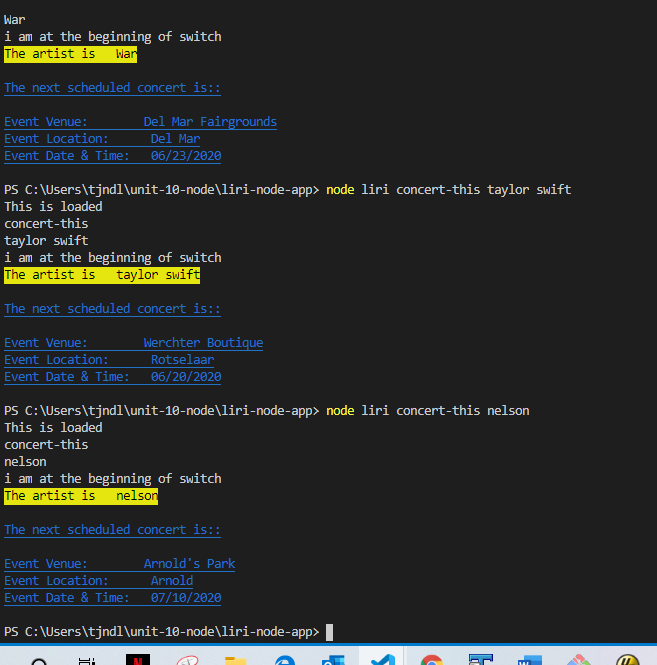 War
i am at the beginning of switch
The artist is   War
The next scheduled concert is::
Event Venue:        Del Mar Fairgrounds
Event Location:      Del Mar
Event Date & Time:   06/23/2020
PS C:\Users\tjndl\unit-10-node\liri-node-app> node liri concert-this taylor swift
This is loaded
concert-this
taylor swift
i am at the beginning of switch
The artist is   taylor swift
The next scheduled concert is::
Event Venue:        Werchter Boutique
Event Location:      Rotselaar
Event Date & Time:   06/20/2020
PS C:\Users\tjndl\unit-10-node\liri-node-app> node liri concert-this nelson
This is loaded
concert-this
nelson
i am at the beginning of switch
The artist is   nelson
The next scheduled concert is::
Event Venue:        Arnold's Park
Event Location:      Arnold
Event Date & Time:   07/10/2020
PS C:\Users\tjndl\unit-10-node\liri-node-app>